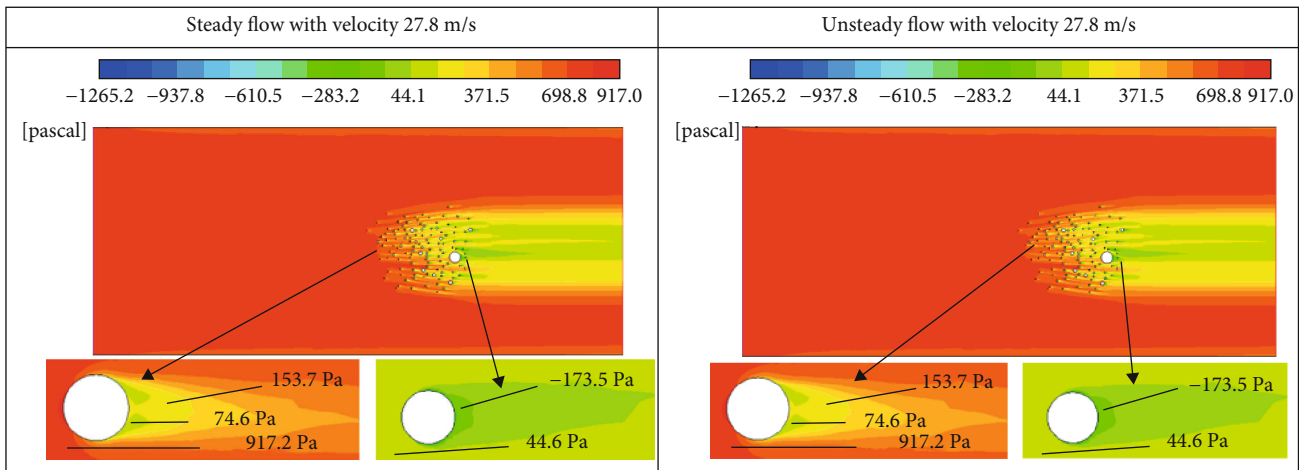 Steady flow with velocity 27.8 m/s
−1265.2 −937.8 −610.5 −283.2 44.1 371.5 698.8 917.0
[pascal]
153.7 Pa
74.6 Pa
917.2 Pa
−173.5 Pa
44.6 Pa
Unsteady flow with velocity 27.8 m/s
−1265.2 −937.8 −610.5 −283.2 44.1 371.5 698.8 917.0
[pascal]
153.7 Pa
74.6 Pa
917.2 Pa
−173.5 Pa
44.6 Pa